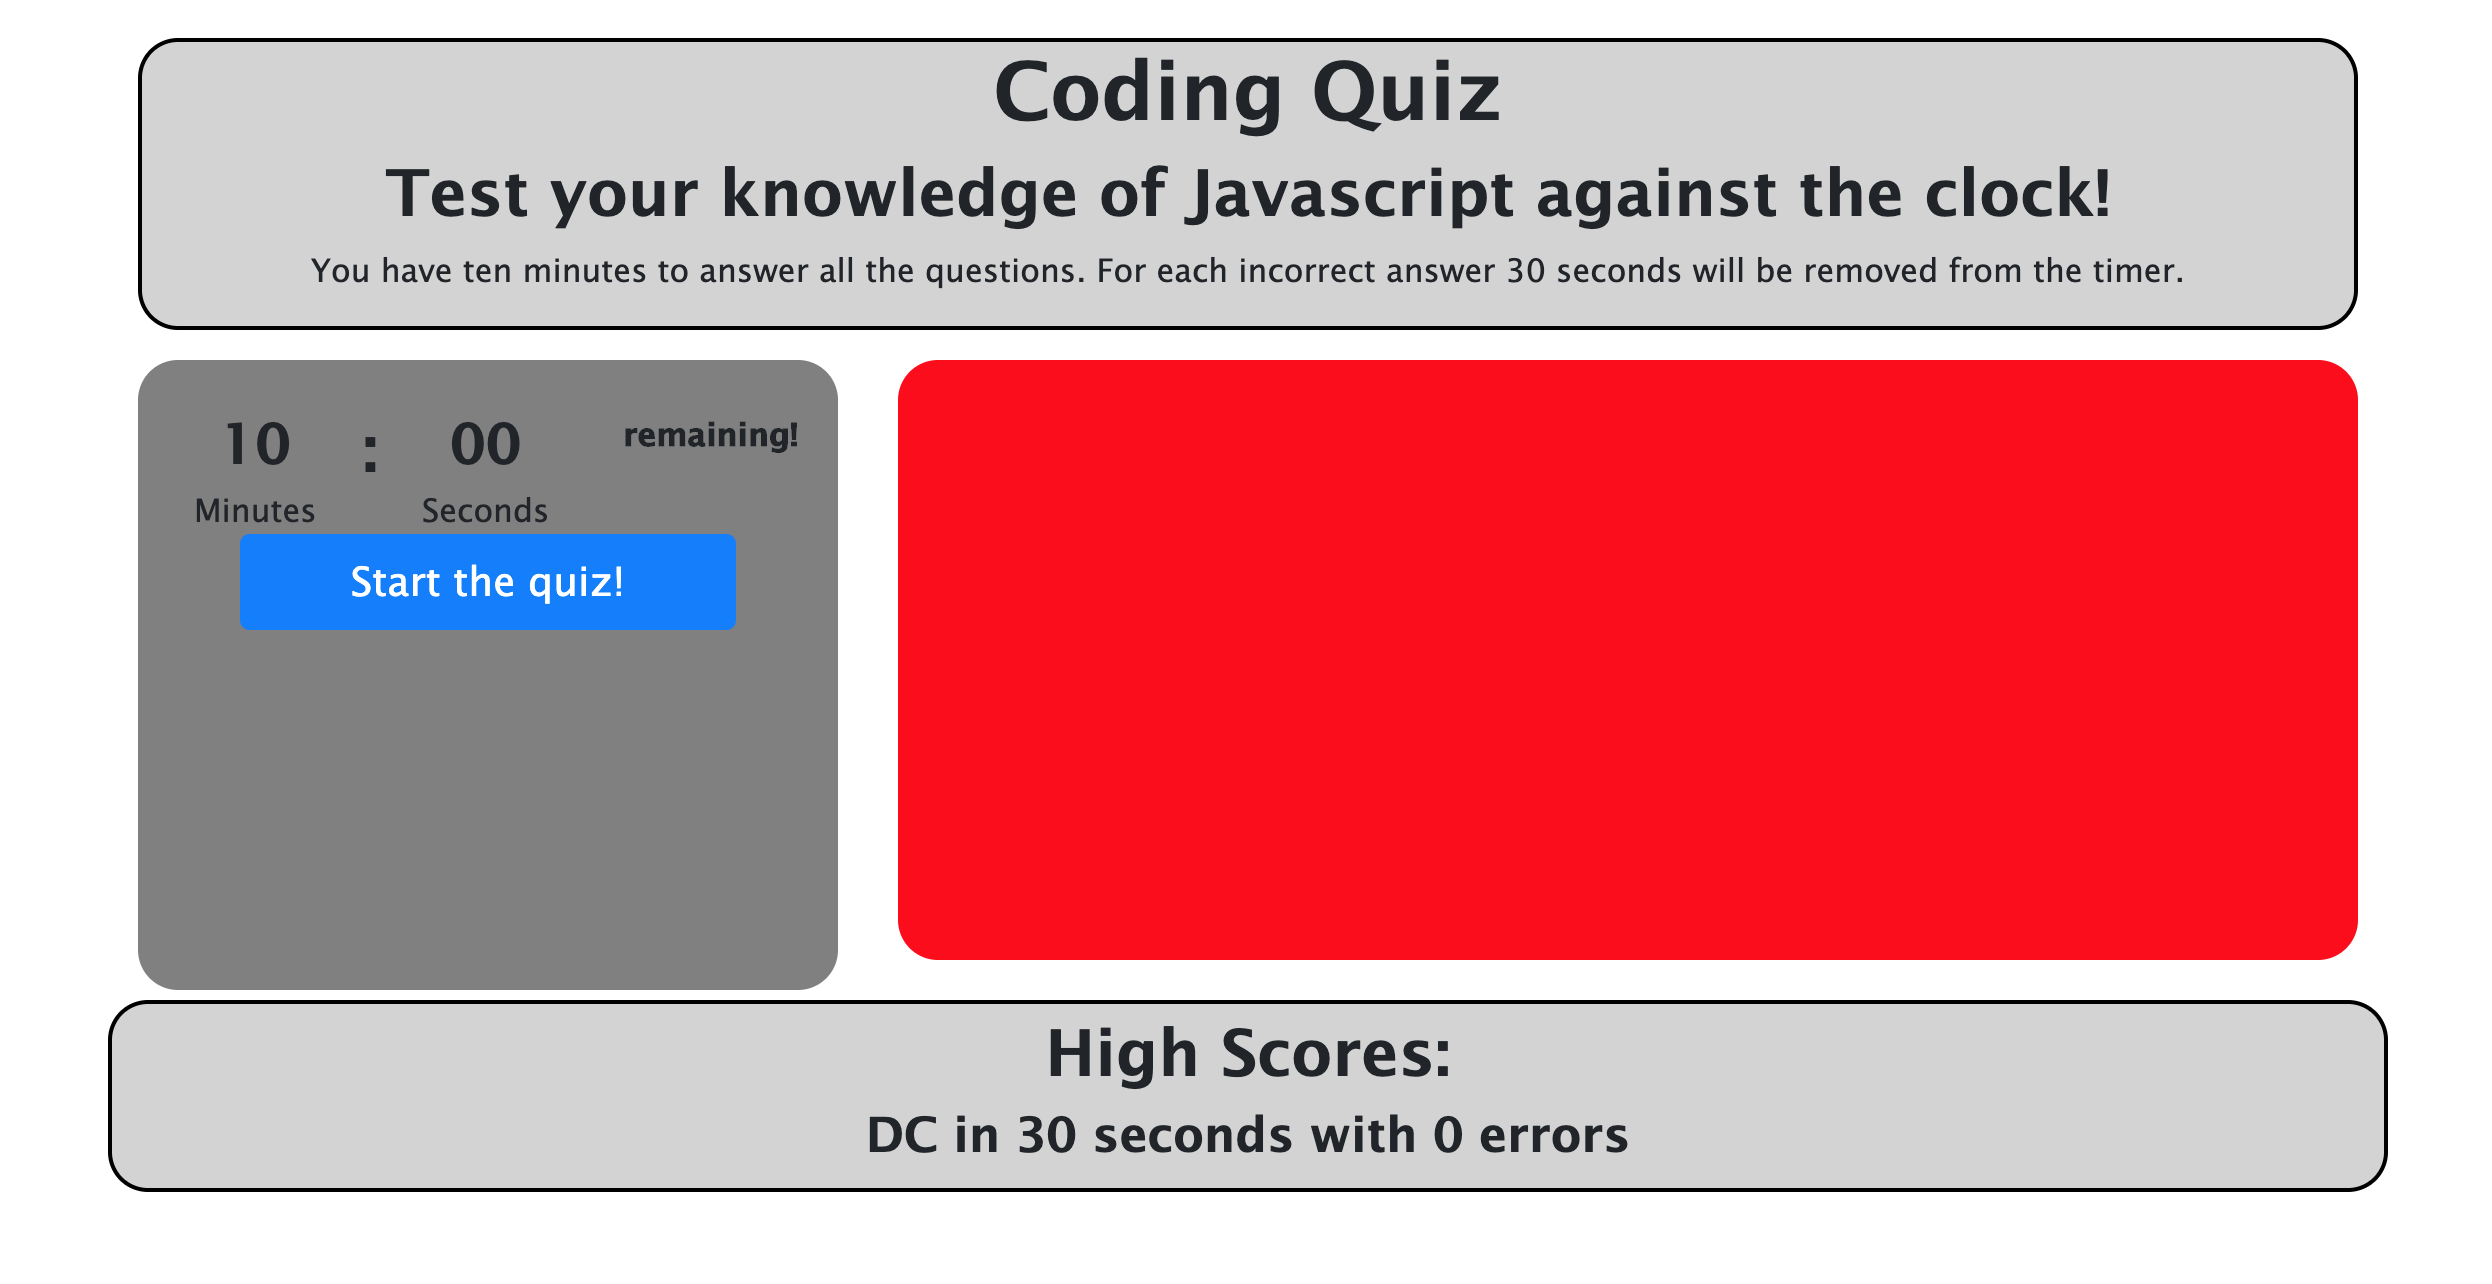 Coding Quiz
Test your knowledge of Javascript against the clock!
You have ten minutes to answer all the questions. For each incorrect answer 30 seconds will be removed from the timer.
10 : 00 remaining!
Minutes Seconds
Start the quiz!
High Scores:
DC in 30 seconds with 0 errors